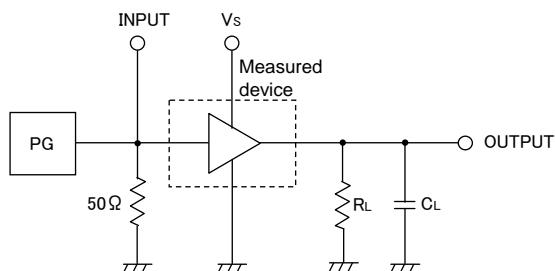 INPUT
Vs
Measured
device
PG
OUTPUT
50Ω
RL
CL